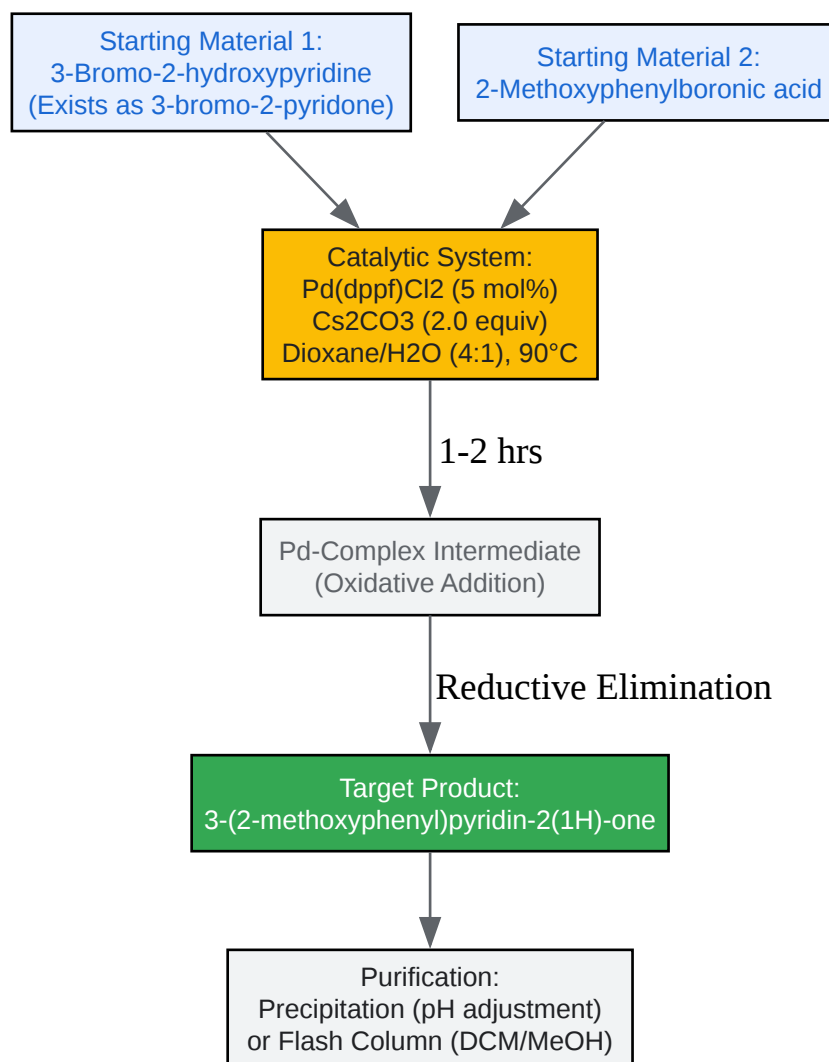 Starting Material 1:
3-Bromo-2-hydroxypyridine
(Exists as 3-bromo-2-pyridone)
Starting Material 2:
2-Methoxyphenylboronic acid
Catalytic System:
Pd(dppf)Cl2 (5 mol%)
Cs2CO3 (2.0 equiv)
Dioxane/H2O (4:1), 90°C
1-2 hrs
Pd-Complex Intermediate
(Oxidative Addition)
Reductive Elimination
Target Product:
3-(2-methoxyphenyl)pyridin-2(1H)-one
Purification:
Precipitation (pH adjustment)
or Flash Column (DCM/MeOH)